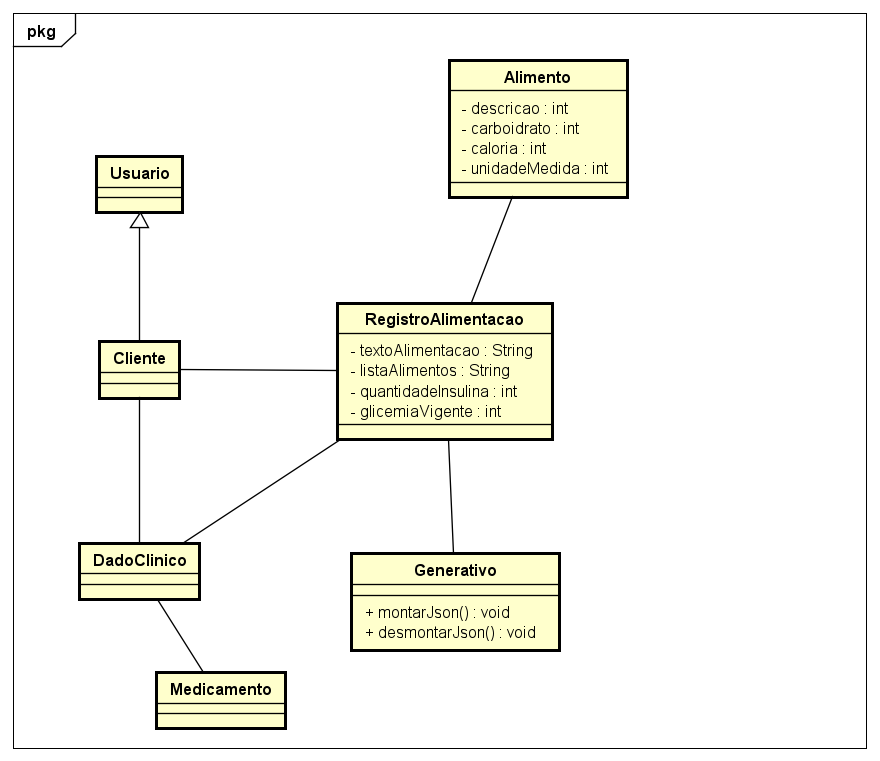 pkg
Alimento
- descricao : int
- carboidrato : int
- caloria : int
- unidadeMedida : int
Usuario
RegistroAlimentacao
- textoAlimentacao : String
- listaAlimentos : String
- quantidadeInsulina : int
- glicemiaVigente : int
Cliente
DadoClinico
Generativo
+ montarJson() : void
+ desmontarJson() : void
Medicamento